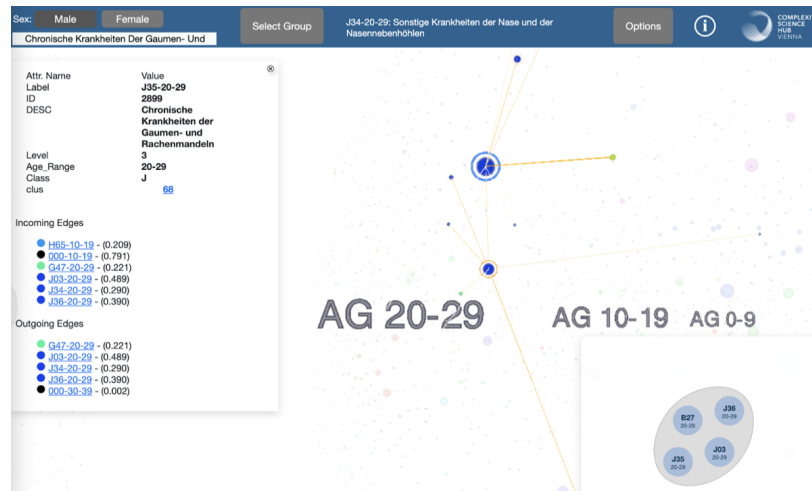 Sex: Male Female
Chronische Krankheiten Der Gaumen- Und
Select Group
J34-20-29: Sonstige Krankheiten der Nase und der
Nasennebenhöhlen
Options
i
COMPLEXI
SCIENCE
HUB
VIENNA
Attr. Name Value
Label J35-20-29
ID 2899
DESC Chronische
Krankheiten der
Gaumen- und
Rachenmandeln
Level 3
Age_Range 20-29
Class J
clus 68
Incoming Edges
H65-10-19 - (0.209)
000-10-19 - (0.791)
G47-20-29 - (0.221)
J03-20-29 - (0.489)
J34-20-29 - (0.290)
J36-20-29 - (0.390)
Outgoing Edges
G47-20-29 - (0.221)
J03-20-29 - (0.489)
J34-20-29 - (0.290)
J36-20-29 - (0.390)
000-30-39 - (0.002)
AG 20-29 AG 10-19 AG 0-9
J36
20-29
B27
20-29
J03
20-29
J35
20-29